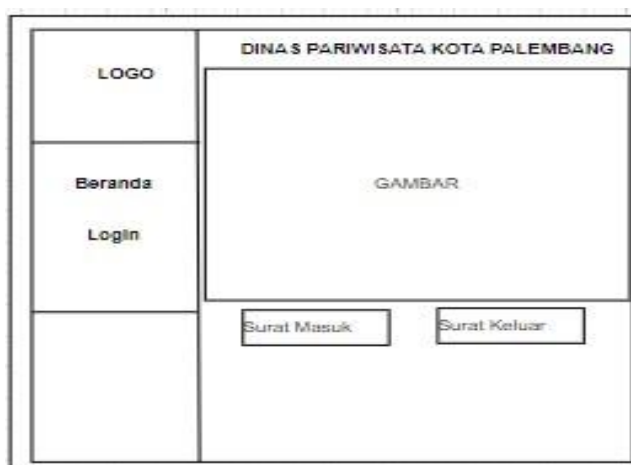 LOGO
DINAS PARIWISATA KOTA PALEMBANG
Beranda
Login
GAMBAR
Surat Masuk
Surat Keluar